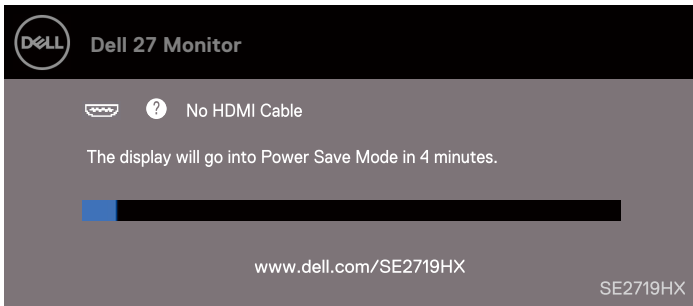 DELL
Dell 27 Monitor
? No HDMI Cable
The display will go into Power Save Mode in 4 minutes.
www.dell.com/SE2719HX
SE2719HX